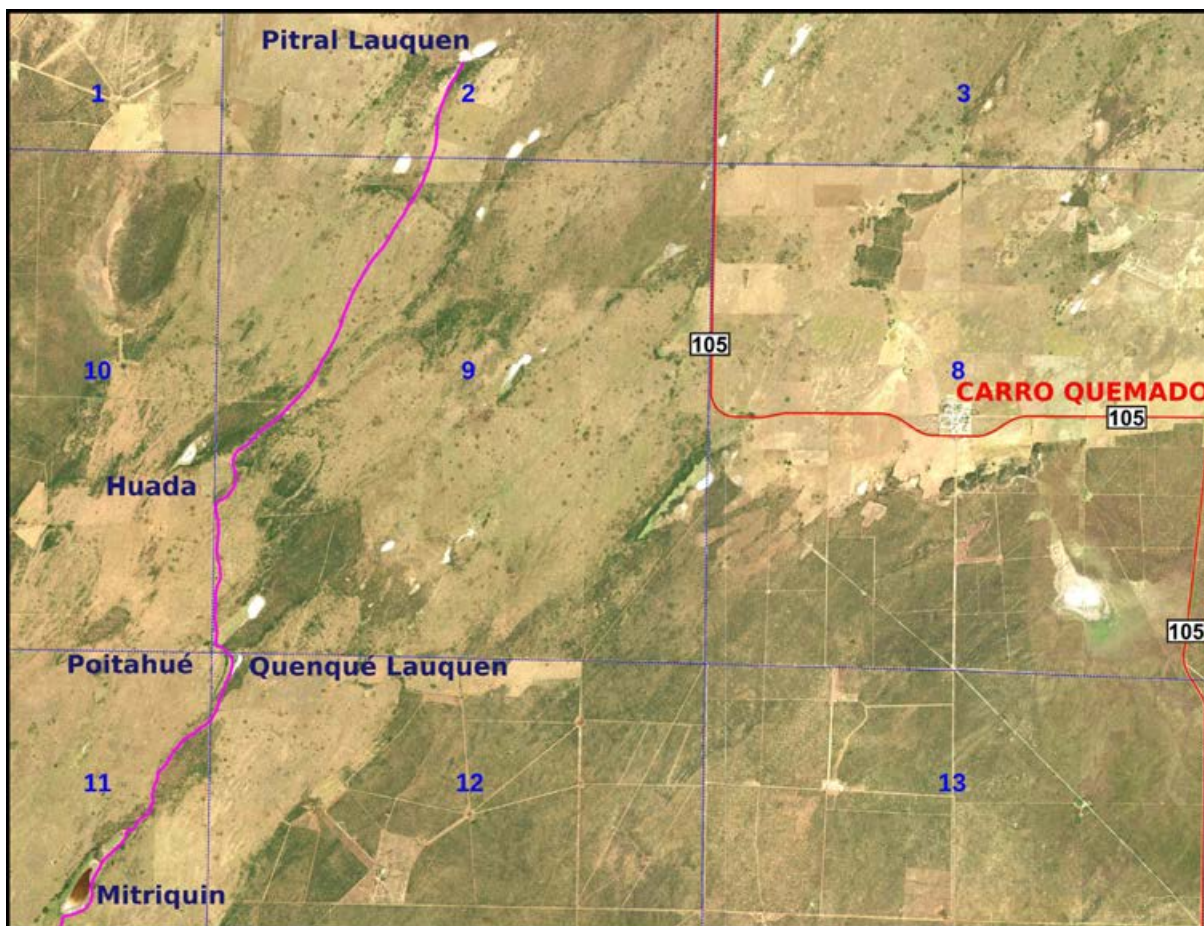 Pitral Lauquen
1
2
3
105
10
9
8
CARRO QUEMADO
105
Huada
105
Poitahué
Quenqué Lauquen
11
12
13
Mitriquin